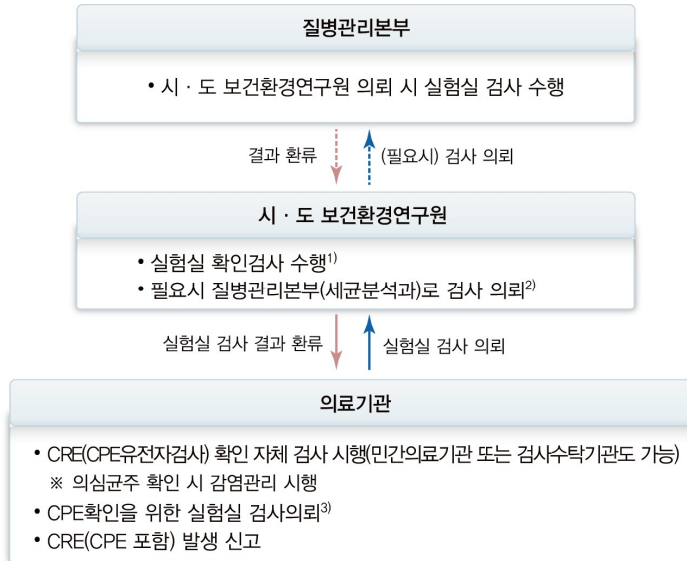 질병관리본부
• 시 · 도 보건환경연구원 의뢰 시 실험실 검사 수행
결과 환류
(필요시) 검사 의뢰
시 · 도 보건환경연구원
• 실험실 확인검사 수행1)
• 필요시 질병관리본부(세균분석과)로 검사 의뢰2)
실험실 검사 결과 환류
실험실 검사 의뢰
의료기관
• CRE(CPE유전자검사) 확인 자체 검사 시행(민간의료기관 또는 검사수탁기관도 가능)
※ 의심균주 확인 시 감염관리 시행
• CPE확인을 위한 실험실 검사의뢰3)
• CRE(CPE 포함) 발생 신고